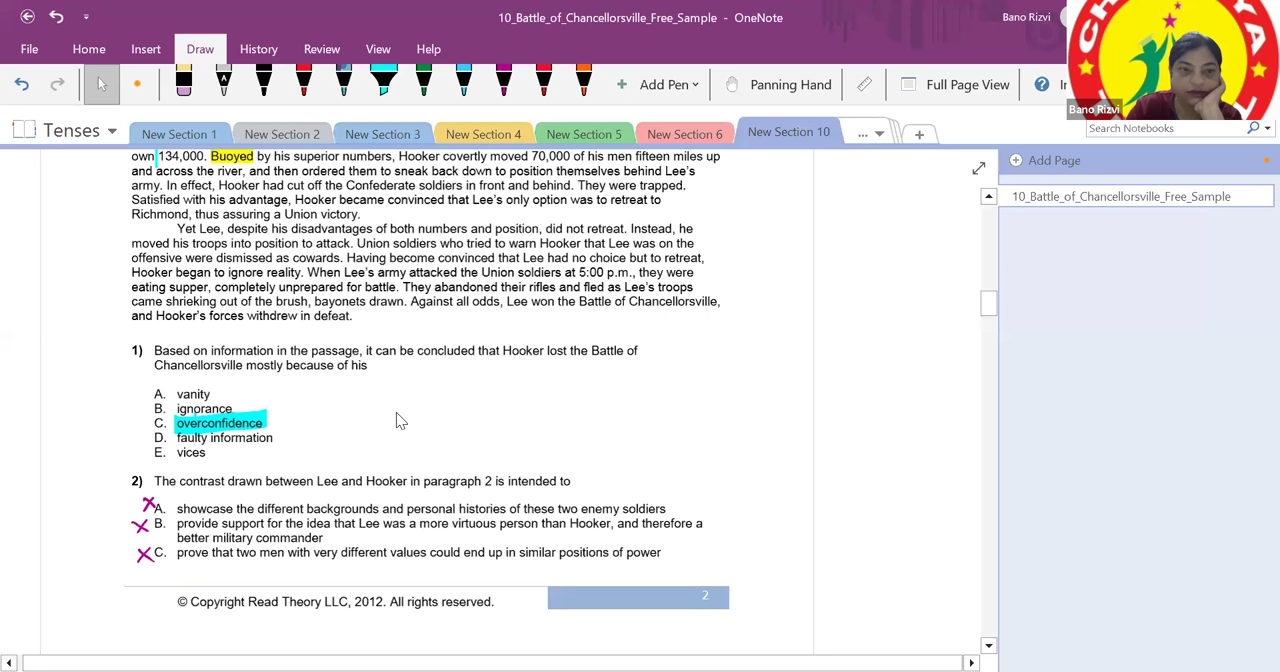 10_Battle_of_Chancellorsville_Free_Sample - OneNote
Bano Rizvi
File Home Insert Draw History Review View Help
+ Add Pen Panning Hand Full Page View
Bano Rizvi
Tenses New Section 1 New Section 2 New Section 3 New Section 4 New Section 5 New Section 6 New Section 10 ... +
Search Notebooks
Add Page
10_Battle_of_Chancellorsville_Free_Sample
own 134,000. Buoyed by his superior numbers, Hooker covertly moved 70,000 of his men fifteen miles up
and across the river, and then ordered them to sneak back down to position themselves behind Lee's
army. In effect, Hooker had cut off the Confederate soldiers in front and behind. They were trapped.
Satisfied with his advantage, Hooker became convinced that Lee's only option was to retreat to
Richmond, thus assuring a Union victory.
Yet Lee, despite his disadvantages of both numbers and position, did not retreat. Instead, he
moved his troops into position to attack. Union soldiers who tried to warn Hooker that Lee was on the
offensive were dismissed as cowards. Having become convinced that Lee had no choice but to retreat,
Hooker began to ignore reality. When Lee's army attacked the Union soldiers at 5:00 p.m., they were
eating supper, completely unprepared for battle. They abandoned their rifles and fled as Lee's troops
came shrieking out of the brush, bayonets drawn. Against all odds, Lee won the Battle of Chancellorsville,
and Hooker's forces withdrew in defeat.
1) Based on information in the passage, it can be concluded that Hooker lost the Battle of
Chancellorsville mostly because of his
A. vanity
B. ignorance
C. overconfidence
D. faulty information
E. vices
2) The contrast drawn between Lee and Hooker in paragraph 2 is intended to
A. showcase the different backgrounds and personal histories of these two enemy soldiers
B. provide support for the idea that Lee was a more virtuous person than Hooker, and therefore a
better military commander
C. prove that two men with very different values could end up in similar positions of power
© Copyright Read Theory LLC, 2012. All rights reserved.
2